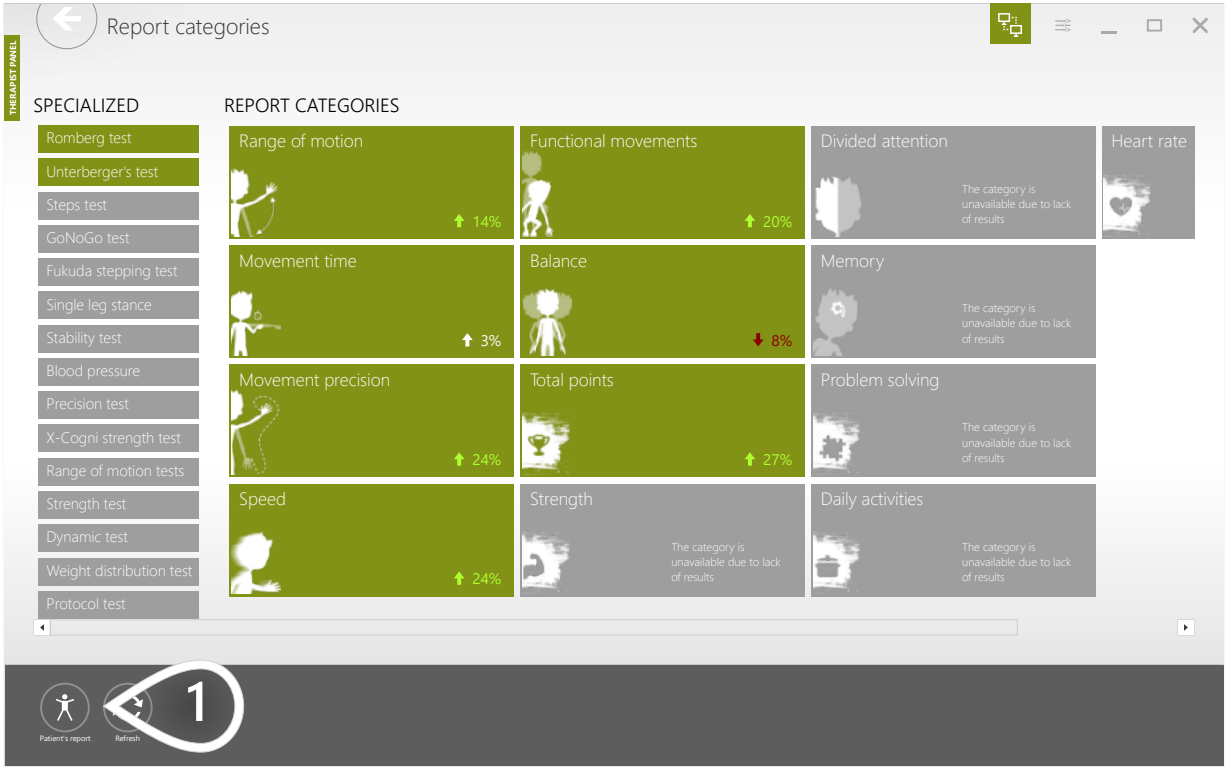 Report categories
THERAPIST PANEL
SPECIALIZED
Romberg test
Unterberger's test
Steps test
GoNoGo test
Fukuda stepping test
Single leg stance
Stability test
Blood pressure
Precision test
X-Cogni strength test
Range of motion tests
Strength test
Dynamic test
Weight distribution test
Protocol test
REPORT CATEGORIES
Range of motion
14%
Functional movements
20%
Divided attention
The category is
unavailable due to lack
of results
Heart rate
Movement time
3%
Balance
8%
Memory
The category is
unavailable due to lack
of results
Movement precision
24%
Total points
27%
Problem solving
The category is
unavailable due to lack
of results
Speed
24%
Strength
The category is
unavailable due to lack
of results
Daily activities
The category is
unavailable due to lack
of results
Patient's report
Refresh
1